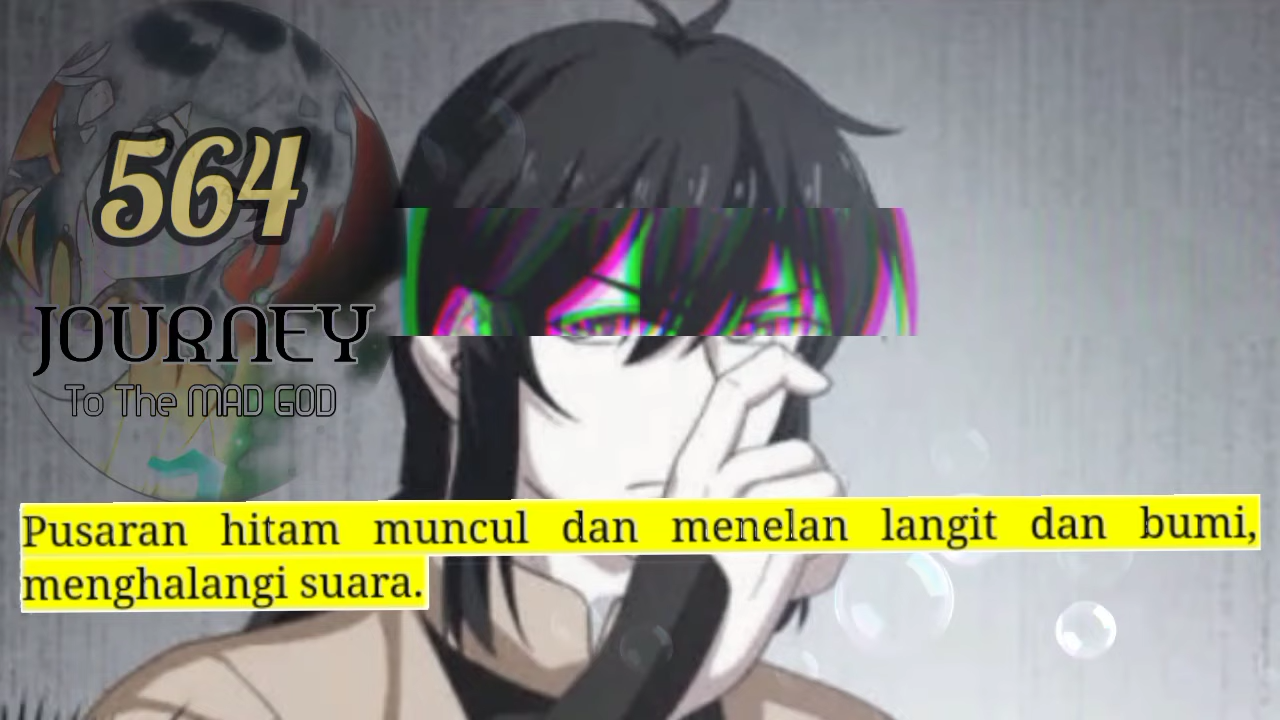 564
JOURNEY
To The MAD GOD
Pusaran hitam muncul dan menelan langit dan bumi,
menghalangi suara.